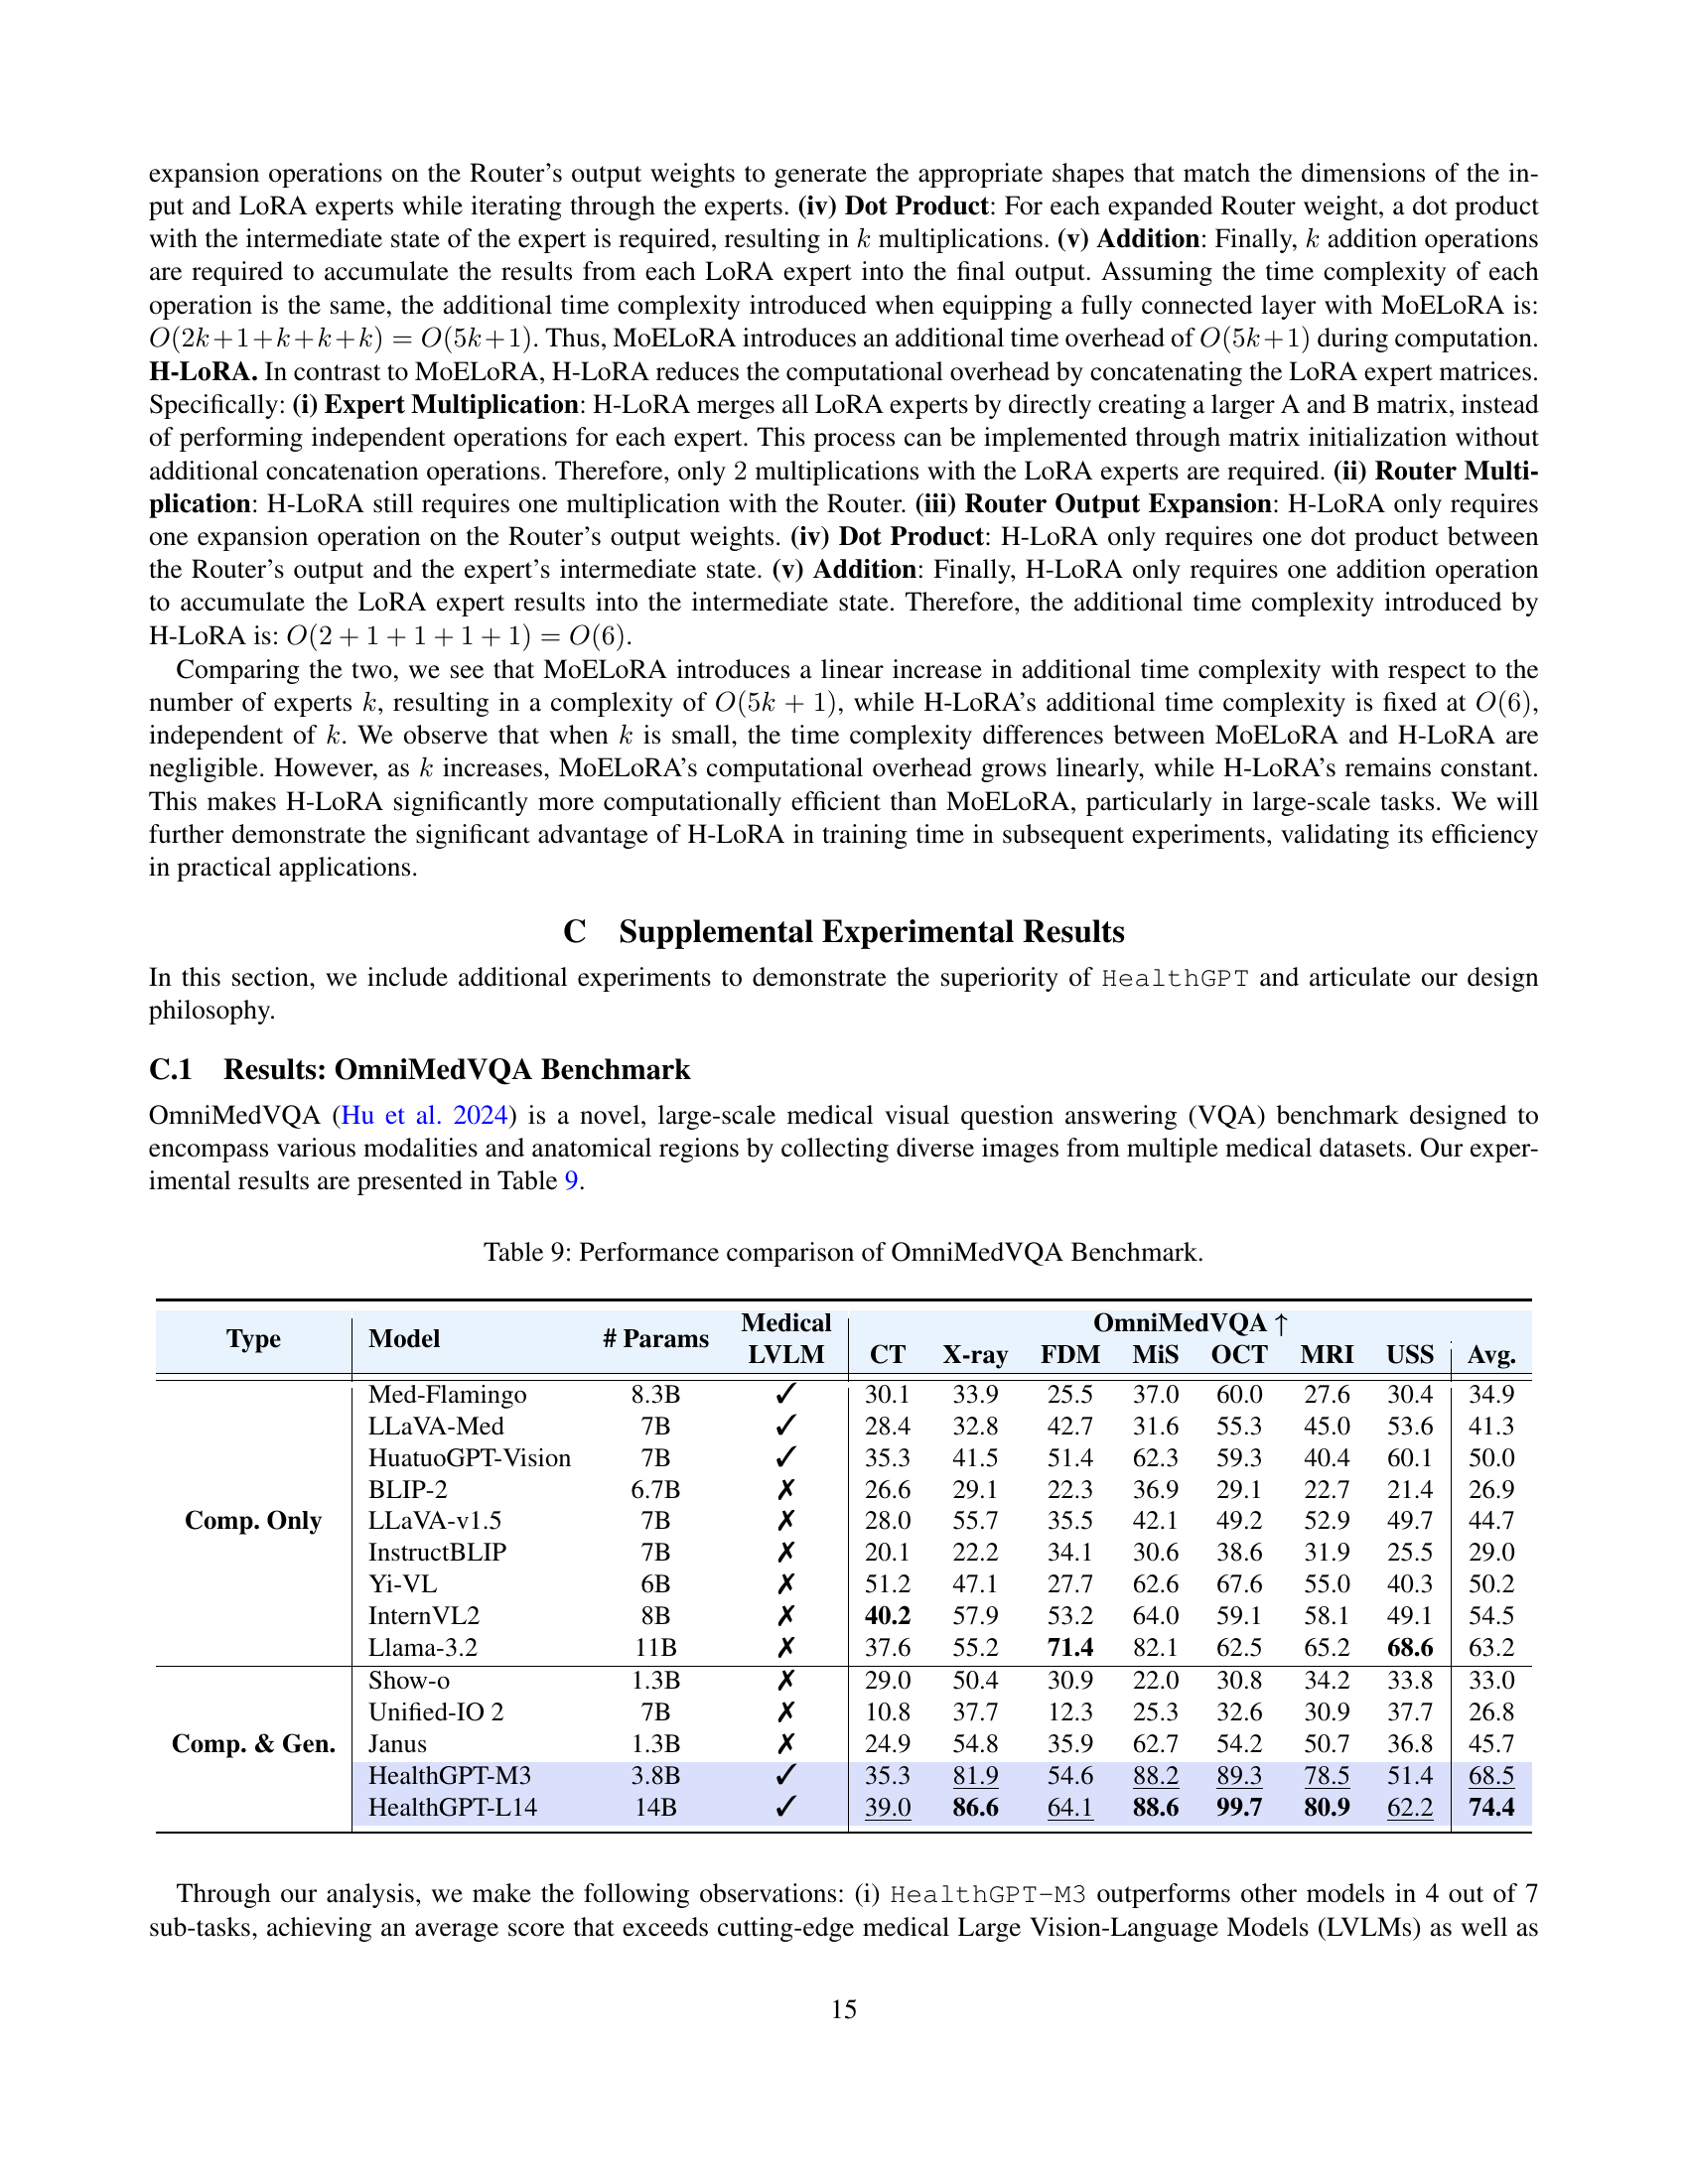 expansion operations on the Router's output weights to generate the appropriate shapes that match the dimensions of the in-
put and LoRA experts while iterating through the experts. (iv) Dot Product: For each expanded Router weight, a dot product
with the intermediate state of the expert is required, resulting in k multiplications. (v) Addition: Finally, k addition operations
are required to accumulate the results from each LoRA expert into the final output. Assuming the time complexity of each
operation is the same, the additional time complexity introduced when equipping a fully connected layer with MoELoRA is:
O(2k+1+k+k+k) = O(5k+1). Thus, MoELoRA introduces an additional time overhead of O(5k+1) during computation.
H-LoRA. In contrast to MoELoRA, H-LoRA reduces the computational overhead by concatenating the LoRA expert matrices.
Specifically: (i) Expert Multiplication: H-LoRA merges all LoRA experts by directly creating a larger A and B matrix, instead
of performing independent operations for each expert. This process can be implemented through matrix initialization without
additional concatenation operations. Therefore, only 2 multiplications with the LoRA experts are required. (ii) Router Multi-
plication: H-LoRA still requires one multiplication with the Router. (iii) Router Output Expansion: H-LoRA only requires
one expansion operation on the Router's output weights. (iv) Dot Product: H-LoRA only requires one dot product between
the Router's output and the expert's intermediate state. (v) Addition: Finally, H-LoRA only requires one addition operation
to accumulate the LoRA expert results into the intermediate state. Therefore, the additional time complexity introduced by
H-LoRA is: O(2 + 1 + 1 + 1 + 1) = O(6).
Comparing the two, we see that MoELoRA introduces a linear increase in additional time complexity with respect to the
number of experts k, resulting in a complexity of O(5k + 1), while H-LoRA's additional time complexity is fixed at O(6),
independent of k. We observe that when k is small, the time complexity differences between MoELoRA and H-LoRA are
negligible. However, as k increases, MoELoRA's computational overhead grows linearly, while H-LoRA's remains constant.
This makes H-LoRA significantly more computationally efficient than MoELoRA, particularly in large-scale tasks. We will
further demonstrate the significant advantage of H-LoRA in training time in subsequent experiments, validating its efficiency
in practical applications.
C Supplemental Experimental Results
In this section, we include additional experiments to demonstrate the superiority of HealthGPT and articulate our design
philosophy.
C.1 Results: OmniMedVQA Benchmark
OmniMedVQA (Hu et al. 2024) is a novel, large-scale medical visual question answering (VQA) benchmark designed to
encompass various modalities and anatomical regions by collecting diverse images from multiple medical datasets. Our exper-
imental results are presented in Table 9.
Table 9: Performance comparison of OmniMedVQA Benchmark.
Type Model # Params Medical LVLM OmniMedVQA ↑
CT X-ray FDM MiS OCT MRI USS Avg.
Comp. Only
Med-Flamingo 8.3B ✓ 30.1 33.9 25.5 37.0 60.0 27.6 30.4 34.9
LLaVA-Med 7B ✓ 28.4 32.8 42.7 31.6 55.3 45.0 53.6 41.3
HuatuoGPT-Vision 7B ✓ 35.3 41.5 51.4 62.3 59.3 40.4 60.1 50.0
BLIP-2 6.7B ✗ 26.6 29.1 22.3 36.9 29.1 22.7 21.4 26.9
LLaVA-v1.5 7B ✗ 28.0 55.7 35.5 42.1 49.2 52.9 49.7 44.7
InstructBLIP 7B ✗ 20.1 22.2 34.1 30.6 38.6 31.9 25.5 29.0
Yi-VL 6B ✗ 51.2 47.1 27.7 62.6 67.6 55.0 40.3 50.2
InternVL2 8B ✗ 40.2 57.9 53.2 64.0 59.1 58.1 49.1 54.5
Llama-3.2 11B ✗ 37.6 55.2 71.4 82.1 62.5 65.2 68.6 63.2
Comp. & Gen.
Show-o 1.3B ✗ 29.0 50.4 30.9 22.0 30.8 34.2 33.8 33.0
Unified-IO 2 7B ✗ 10.8 37.7 12.3 25.3 32.6 30.9 37.7 26.8
Janus 1.3B ✗ 24.9 54.8 35.9 62.7 54.2 50.7 36.8 45.7
HealthGPT-M3 3.8B ✓ 35.3 81.9 54.6 88.2 89.3 78.5 51.4 68.5
HealthGPT-L14 14B ✓ 39.0 86.6 64.1 88.6 99.7 80.9 62.2 74.4
Through our analysis, we make the following observations: (i) HealthGPT-M3 outperforms other models in 4 out of 7
sub-tasks, achieving an average score that exceeds cutting-edge medical Large Vision-Language Models (LVLMs) as well as
15